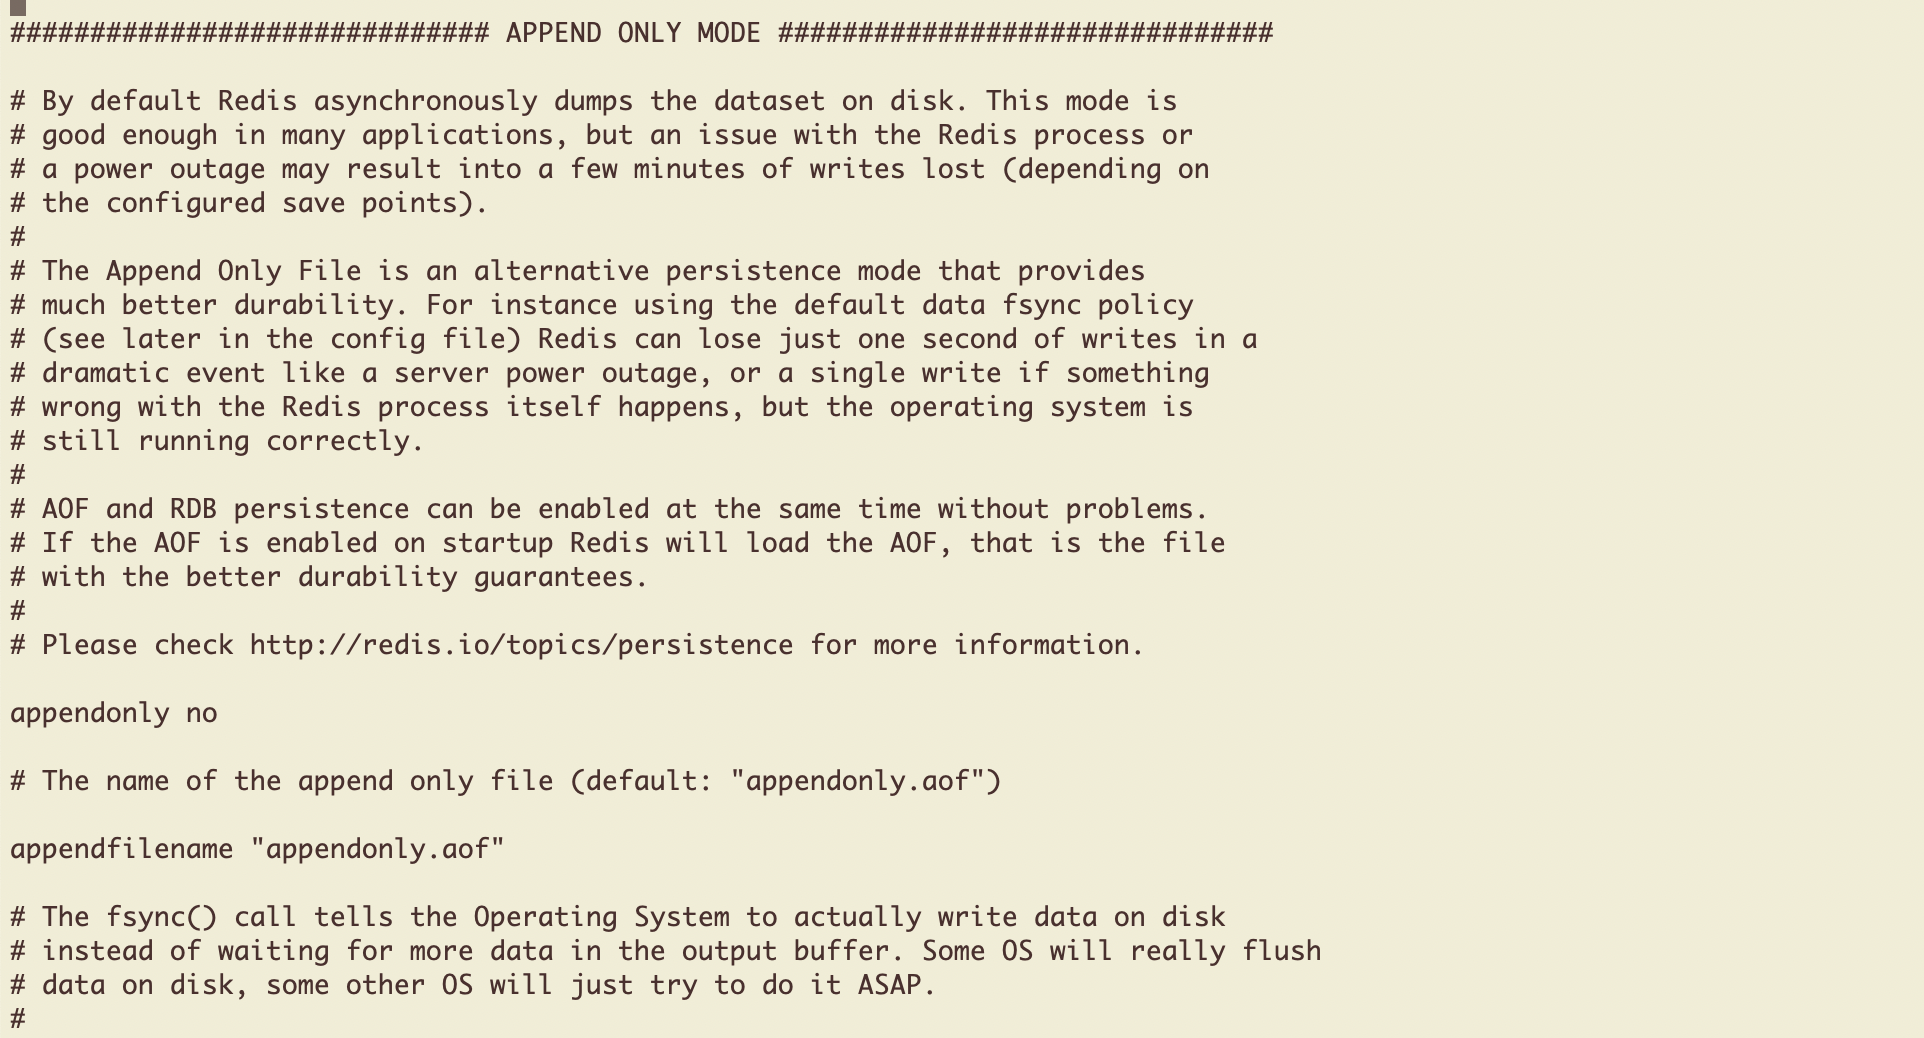 ############################## APPEND ONLY MODE ###############################
# By default Redis asynchronously dumps the dataset on disk. This mode is
# good enough in many applications, but an issue with the Redis process or
# a power outage may result into a few minutes of writes lost (depending on
# the configured save points).
#
# The Append Only File is an alternative persistence mode that provides
# much better durability. For instance using the default data fsync policy
# (see later in the config file) Redis can lose just one second of writes in a
# dramatic event like a server power outage, or a single write if something
# wrong with the Redis process itself happens, but the operating system is
# still running correctly.
#
# AOF and RDB persistence can be enabled at the same time without problems.
# If the AOF is enabled on startup Redis will load the AOF, that is the file
# with the better durability guarantees.
#
# Please check http://redis.io/topics/persistence for more information.
appendonly no
# The name of the append only file (default: "appendonly.aof")
appendfilename "appendonly.aof"
# The fsync() call tells the Operating System to actually write data on disk
# instead of waiting for more data in the output buffer. Some OS will really flush
# data on disk, some other OS will just try to do it ASAP.
#